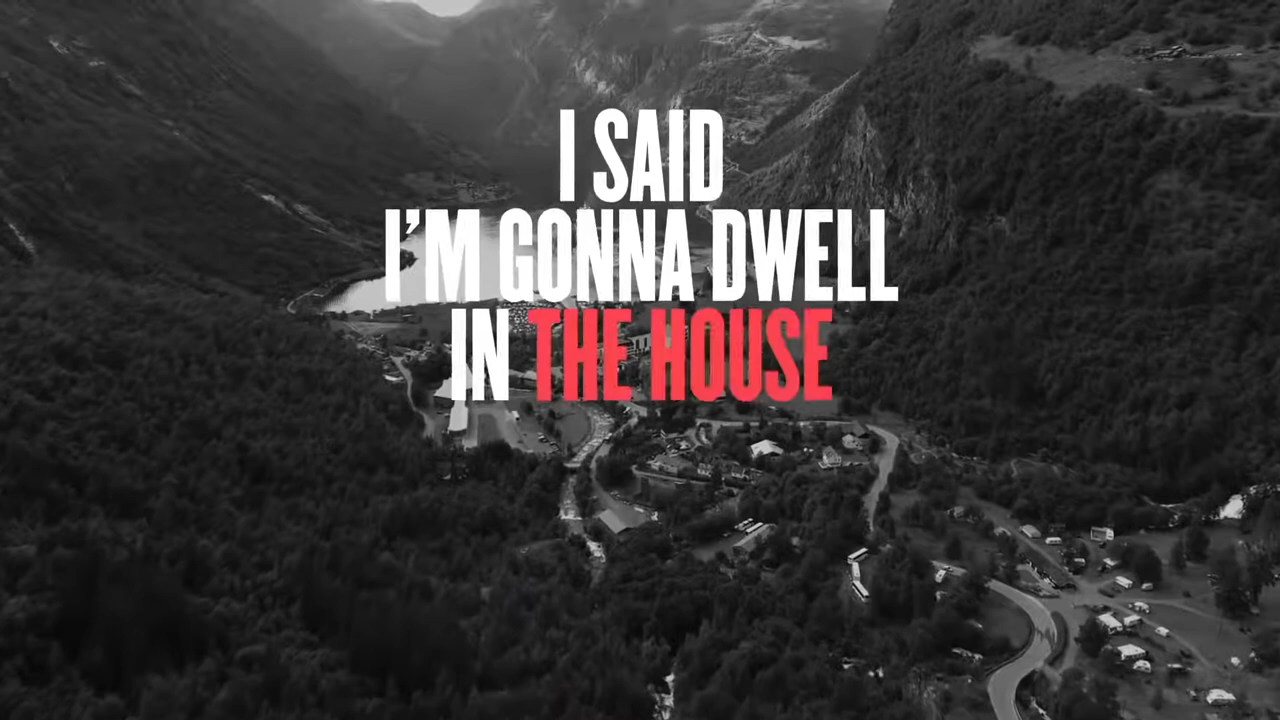 I SAID
I’M GONNA DWELL
IN THE HOUSE